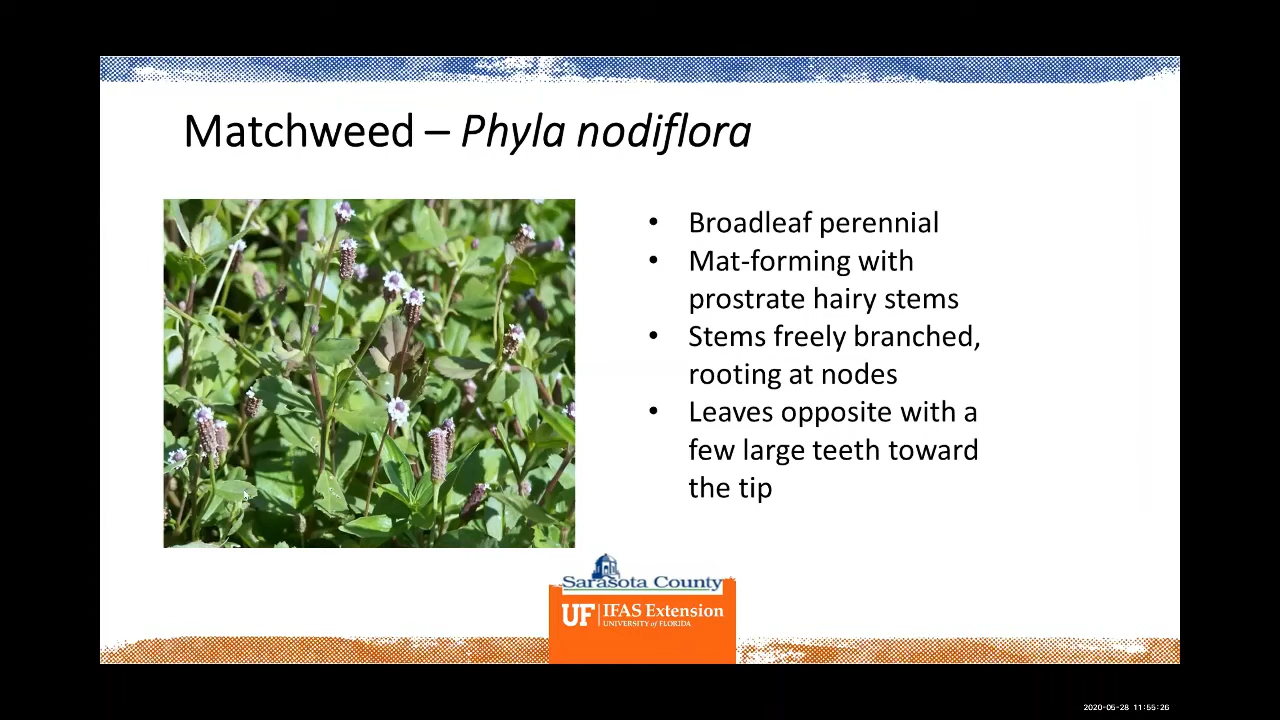 Matchweed – Phyla nodiflora
• Broadleaf perennial
• Mat-forming with
prostrate hairy stems
• Stems freely branched,
rooting at nodes
• Leaves opposite with a
few large teeth toward
the tip
Sarasota County
UF | IFAS Extension
UNIVERSITY of FLORIDA
2020-05-28 11:55:26